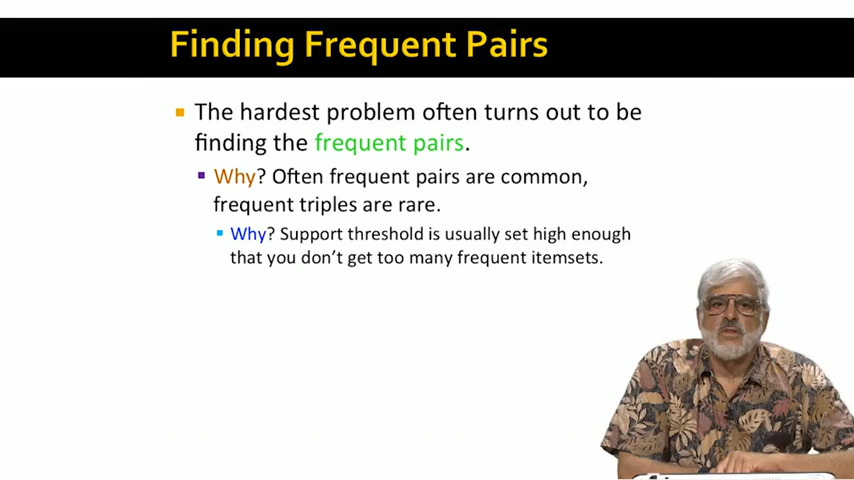 Finding Frequent Pairs
The hardest problem often turns out to be
finding the frequent pairs.
Why? Often frequent pairs are common,
frequent triples are rare.
Why? Support threshold is usually set high enough
that you don't get too many frequent itemsets.